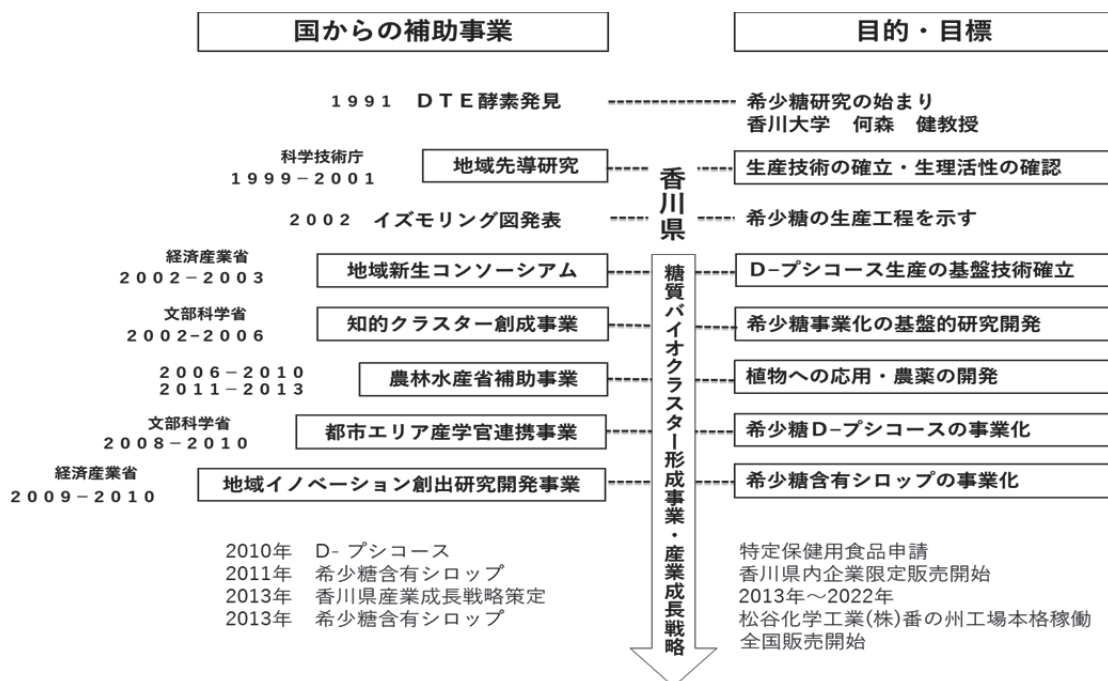 国からの補助事業
目的・目標
1991 DTE酵素発見
希少糖研究の始まり
香川大学 何森 健教授
科学技術庁
1999−2001
地域先導研究
生産技術の確立・生理活性の確認
香川県
2002 イズモリング図発表
希少糖の生産工程を示す
糖質バイオクラスター形成事業・産業成長戦略
経済産業省
2002−2003
地域新生コンソーシアム
D−プシコース生産の基盤技術確立
文部科学省
2002−2006
知的クラスター創成事業
希少糖事業化の基盤的研究開発
2006−2010
2011−2013
農林水産省補助事業
植物への応用・農薬の開発
文部科学省
2008−2010
都市エリア産学官連携事業
希少糖D−プシコースの事業化
経済産業省
2009−2010
地域イノベーション創出研究開発事業
希少糖含有シロップの事業化
2010年 D- プシコース
特定保健用食品申請
2011年 希少糖含有シロップ
香川県内企業限定販売開始
2013年 香川県産業成長戦略策定
2013年～2022年
2013年 希少糖含有シロップ
松谷化学工業(株)番の州工場本格稼働
全国販売開始